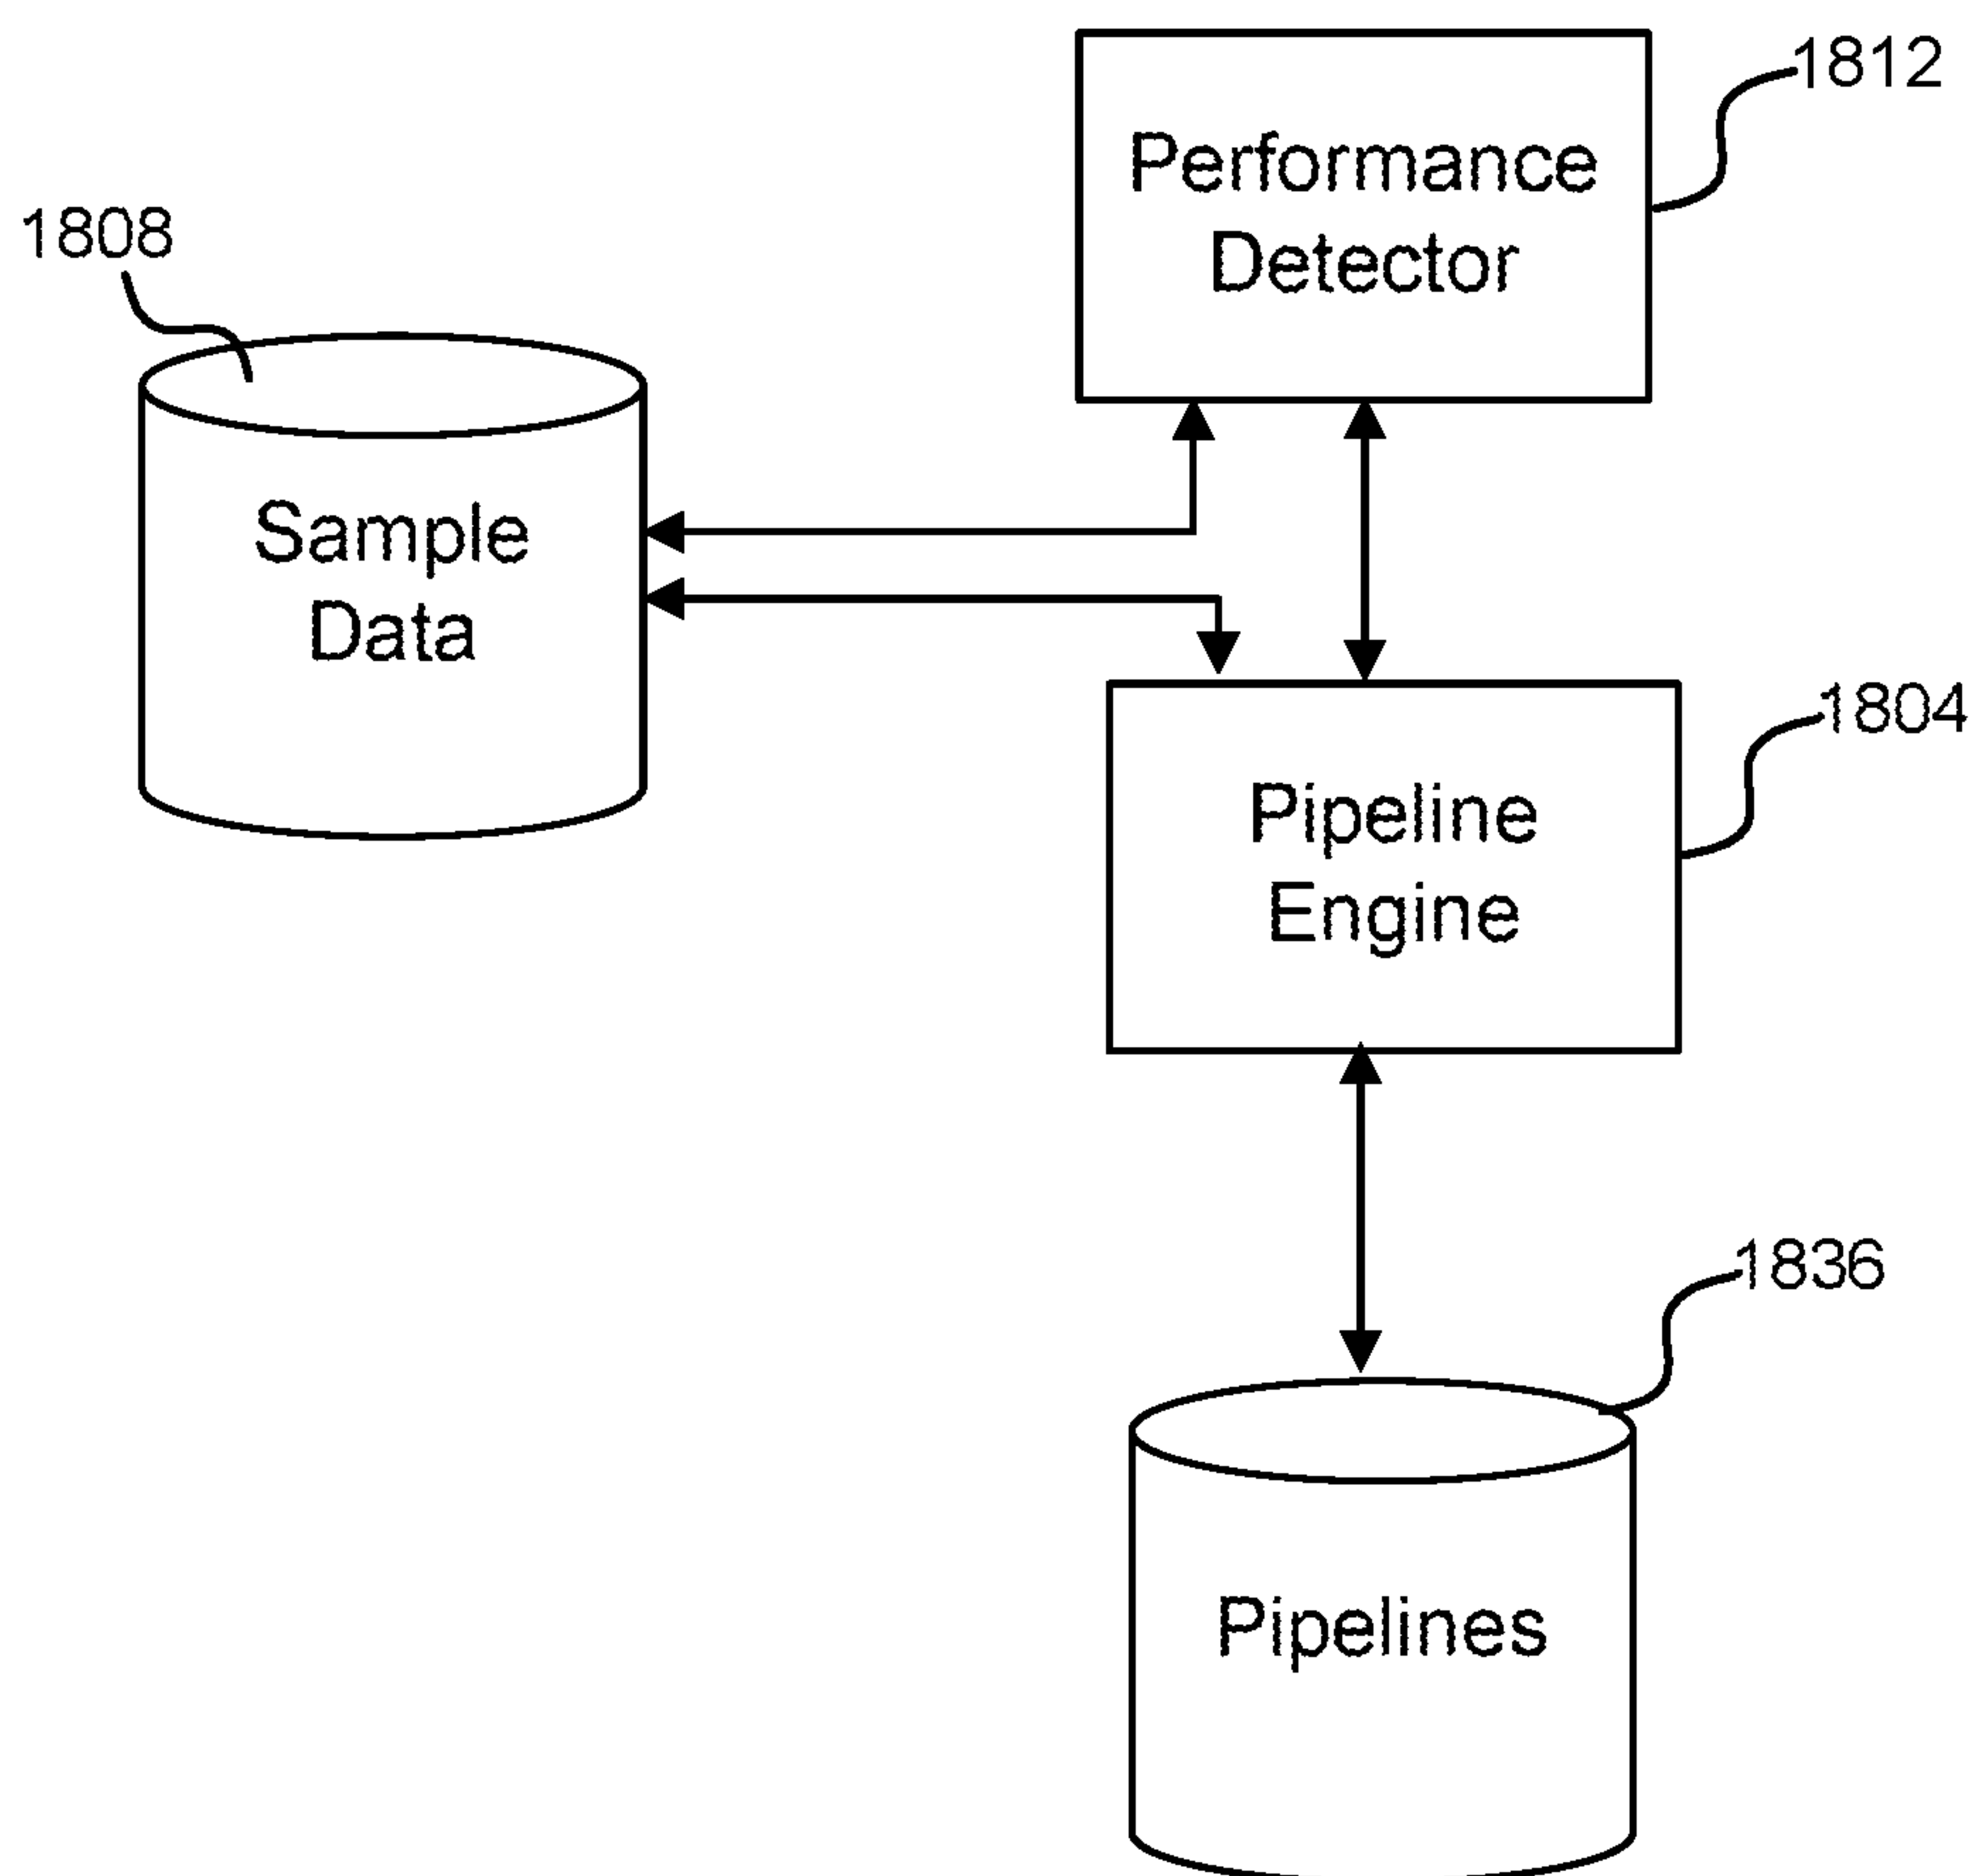 1812
Performance
Detector
1808
Sample
Data
1804
Pipeline
Engine
1836
Pipelines